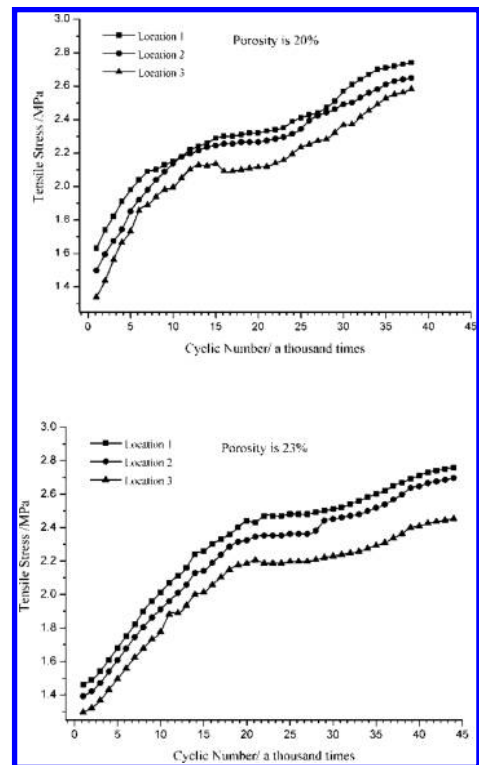 3.0
2.8
2.6
2.4
2.2
2.0
1.8
1.6
1.4
Tensile Stress /MPa
Location 1
Location 2
Location 3
Porosity is 20%
0 5 10 15 20 25 30 35 40 45
Cyclic Number/ a thousand times
3.0
2.8
2.6
2.4
2.2
2.0
1.8
1.6
1.4
Tensile Stress /MPa
Location 1
Location 2
Location 3
Porosity is 23%
0 5 10 15 20 25 30 35 40 45
Cyclic Number/ a thousand times